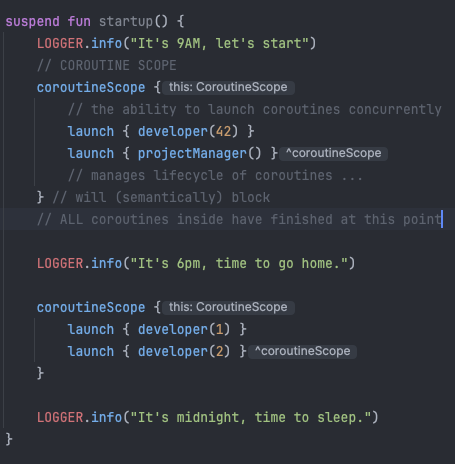 suspend fun startup() {
LOGGER.info("It's 9AM, let's start")
// COROUTINE SCOPE
coroutineScope { this: CoroutineScope
// the ability to launch coroutines concurrently
launch { developer(42) }
launch { projectManager() } ^coroutineScope
// manages lifecycle of coroutines ...
} // will (semantically) block
// ALL coroutines inside have finished at this point
LOGGER.info("It's 6pm, time to go home.")
coroutineScope { this: CoroutineScope
launch { developer(1) }
launch { developer(2) } ^coroutineScope
}
LOGGER.info("It's midnight, time to sleep.")
}